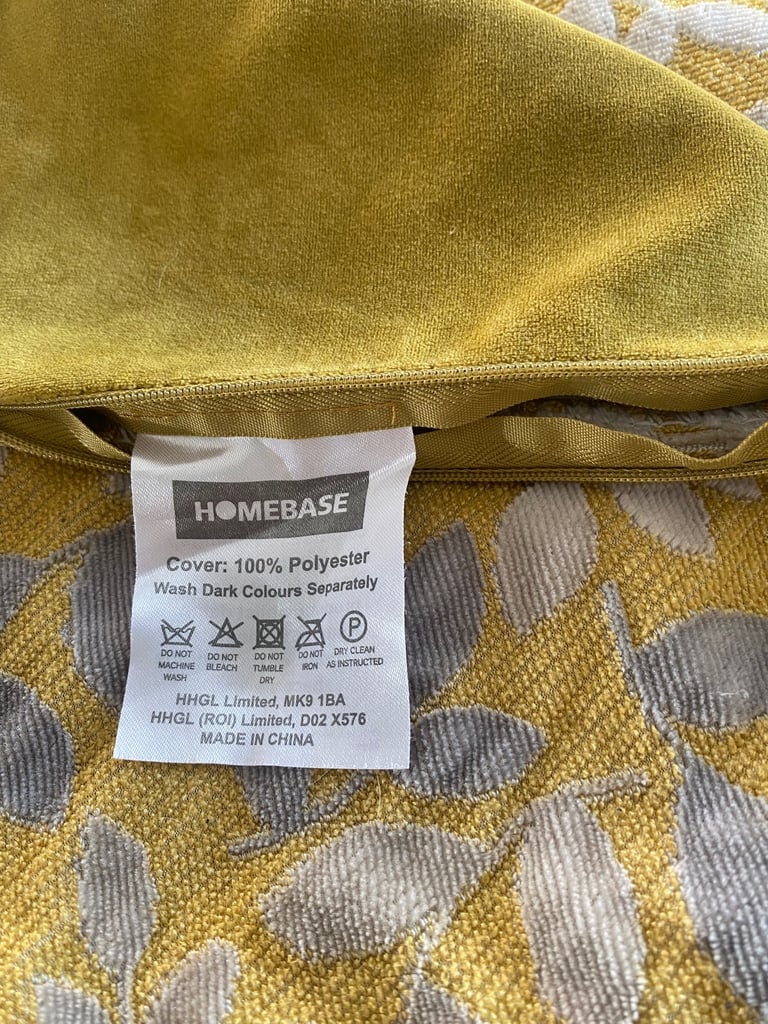 HOMEBASE
Cover: 100% Polyester
Wash Dark Colours Separately
P
DO NOT MACHINE WASH
DO NOT BLEACH
DO NOT TUMBLE DRY
DO NOT IRON
DRY CLEAN AS INSTRUCTED
HHGL Limited, MK9 1BA
HHGL (ROI) Limited, D02 X576
MADE IN CHINA